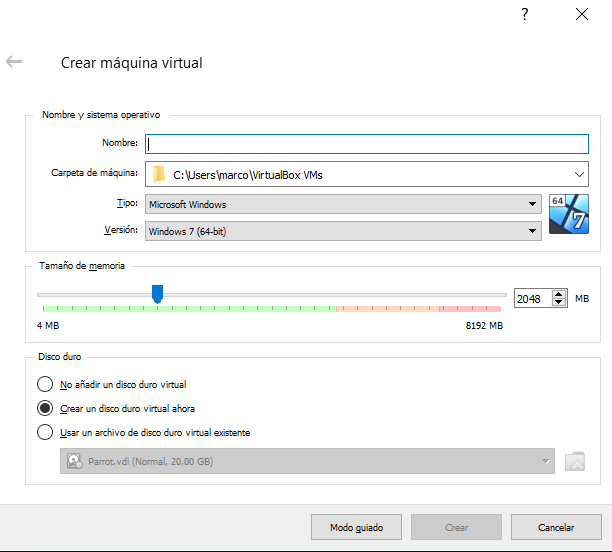 ?
Crear máquina virtual
Nombre y sistema operativo
Nombre:
Carpeta de máquina: C:\Users\marco\VirtualBox VMs
Tipo: Microsoft Windows
Versión: Windows 7 (64-bit)
64
7
Tamaño de memoria
2048 MB
4 MB 8192 MB
Disco duro
No añadir un disco duro virtual
Crear un disco duro virtual ahora
Usar un archivo de disco duro virtual existente
Parrot.vdi (Normal, 20,00 GB)
Modo guiado Crear Cancelar